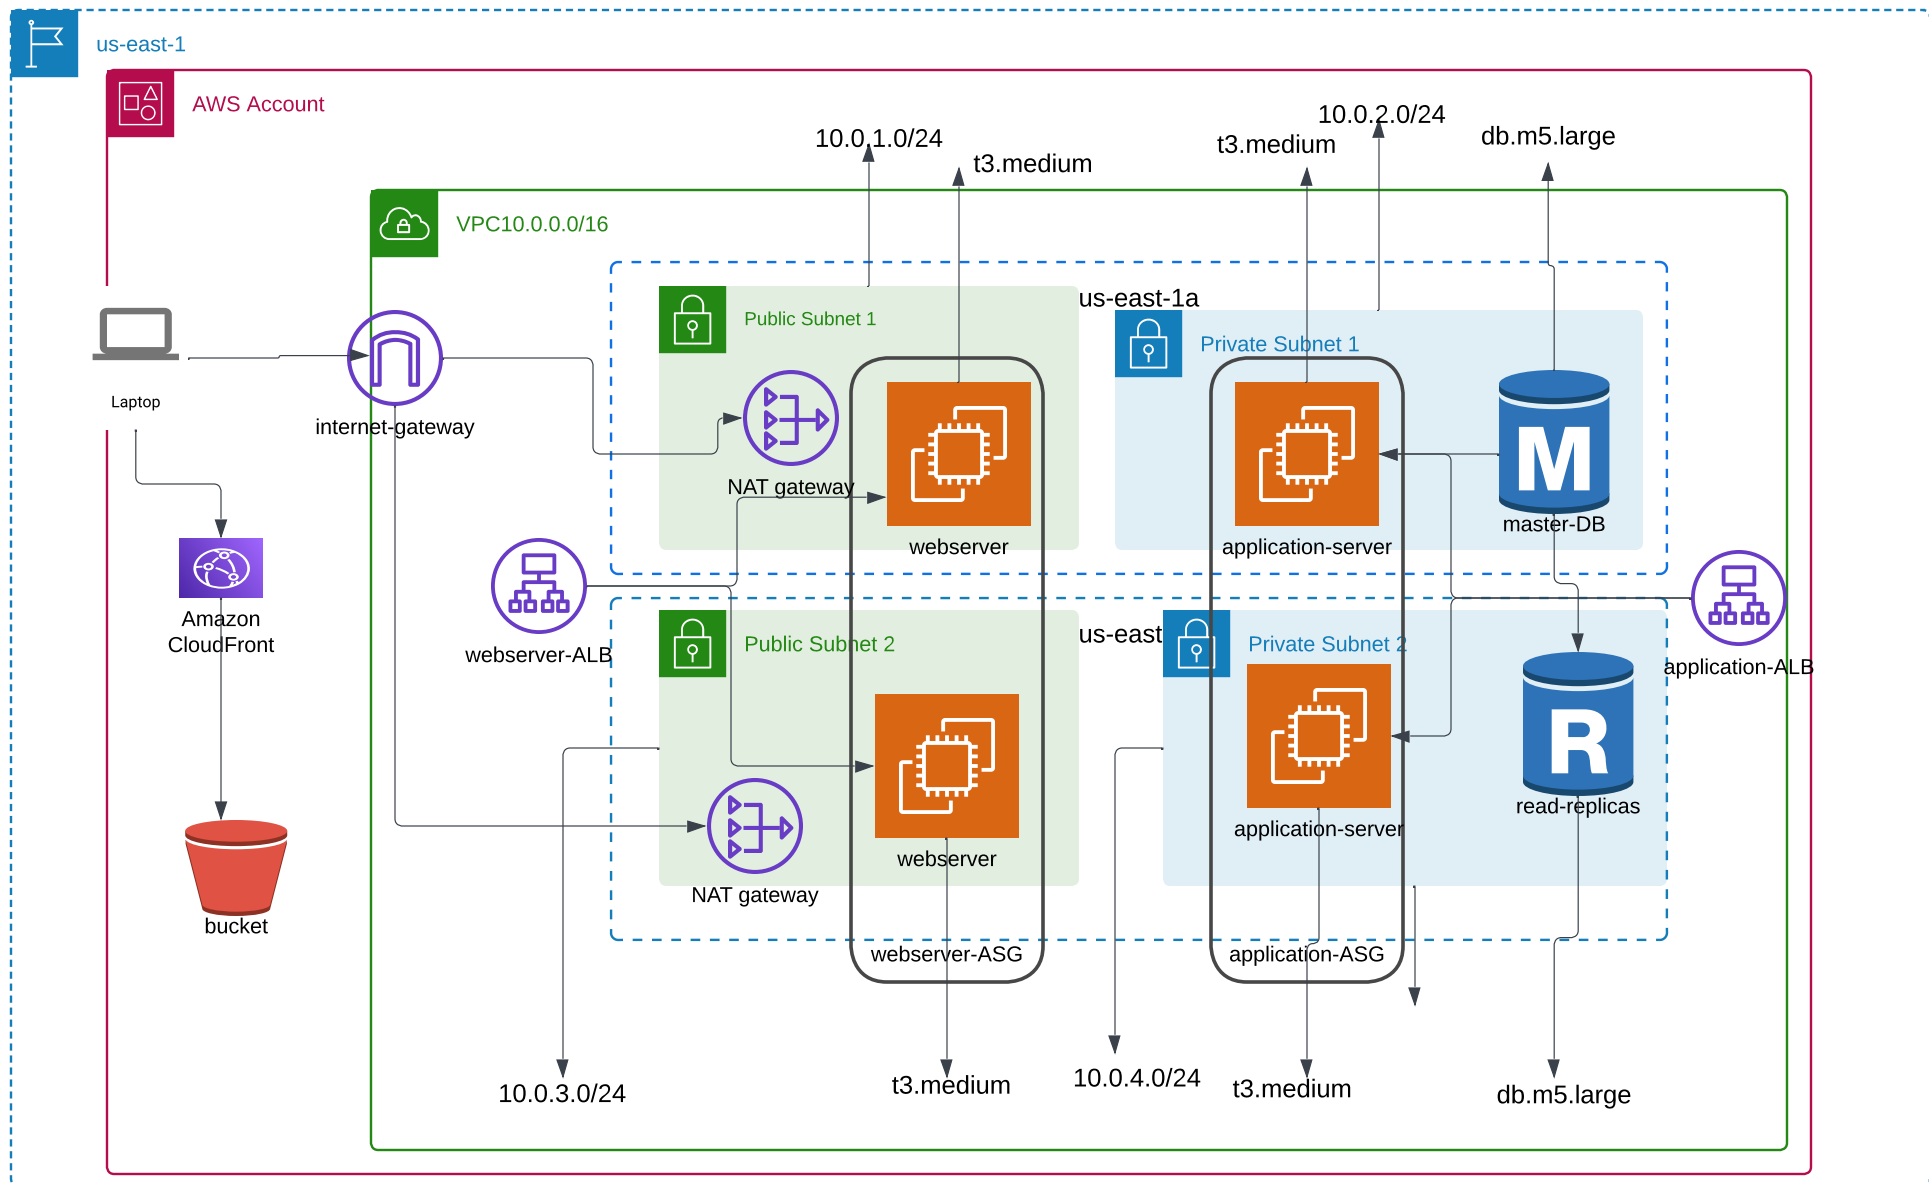 us-east-1
AWS Account
10.0.1.0/24
t3.medium
t3.medium
10.0.2.0/24
db.m5.large
VPC10.0.0.0/16
us-east-1a
Public Subnet 1
Private Subnet 1
Laptop
internet-gateway
NAT gateway
webserver
application-server
master-DB
Amazon
CloudFront
webserver-ALB
us-east
Public Subnet 2
Private Subnet 2
application-ALB
read-replicas
application-server
webserver
NAT gateway
bucket
webserver-ASG
application-ASG
10.0.3.0/24
t3.medium
10.0.4.0/24
t3.medium
db.m5.large
M
R